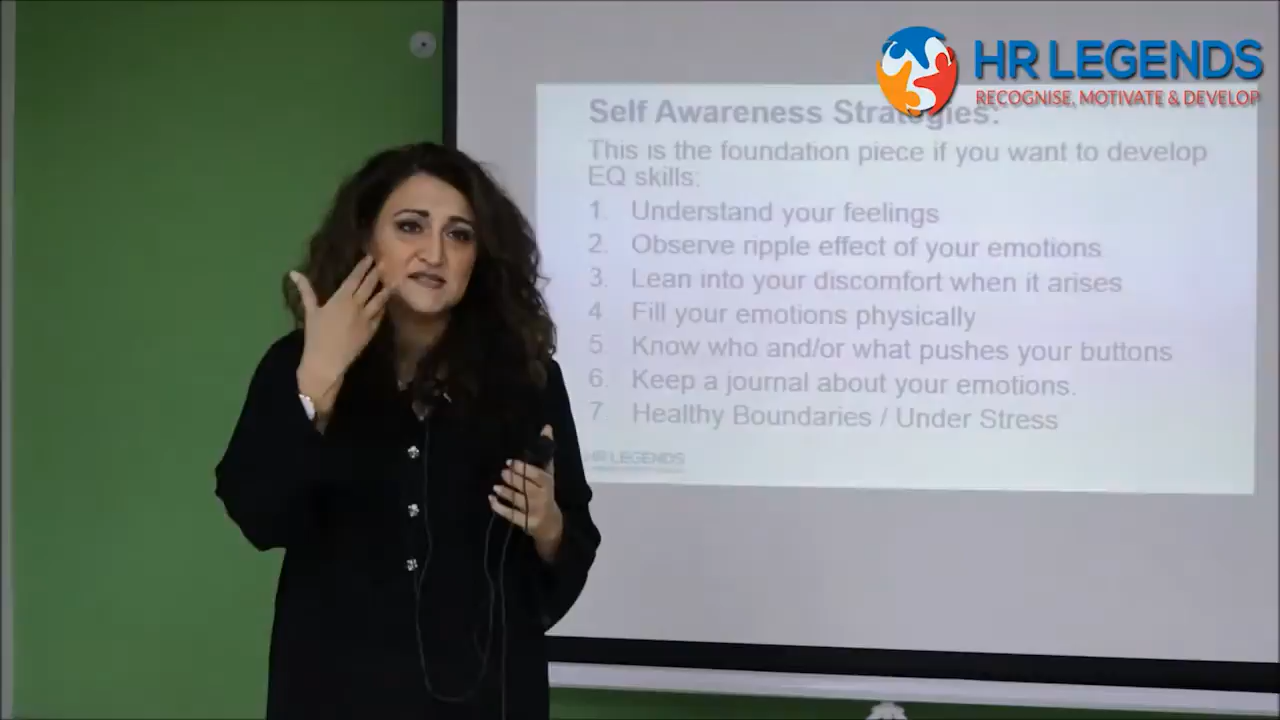 HR LEGENDS
RECOGNISE, MOTIVATE & DEVELOP
Self Awareness Strategies:
This is the foundation piece if you want to develop
EQ skills:
1. Understand your feelings
2. Observe ripple effect of your emotions
3. Lean into your discomfort when it arises
4 Fill your emotions physically
5. Know who and/or what pushes your buttons
6. Keep a journal about your emotions.
7 Healthy Boundaries / Under Stress
HR LEGENDS